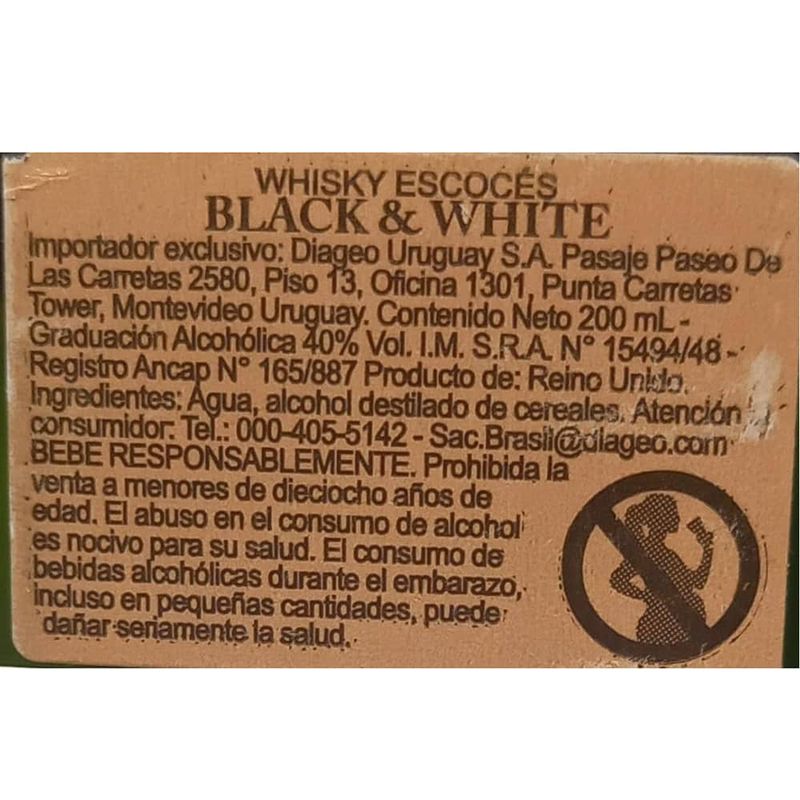 WHISKY ESCOCÉS
BLACK & WHITE
Importador exclusivo: Diageo Uruguay S.A. Pasaje Paseo De
Las Carretas 2580, Piso 13, Oficina 1301, Punta Carretas
Tower, Montevideo Uruguay. Contenido Neto 200 mL -
Graduación Alcohólica 40% Vol. I.M. S.R.A. N° 15494/48 -
Registro Ancap N° 165/887 Producto de: Reino Unido.
Ingredientes: Agua, alcohol destilado de cereales. Atención
consumidor: Tel.: 000-405-5142 - Sac.Brasil@diageo.com
BEBE RESPONSABLEMENTE. Prohibida la
venta a menores de dieciocho años de
edad. El abuso en el consumo de alcohol
es nocivo para su salud. El consumo de
bebidas alcohólicas durante el embarazo,
incluso en pequeñas cantidades, puede
dañar seriamente la salud.